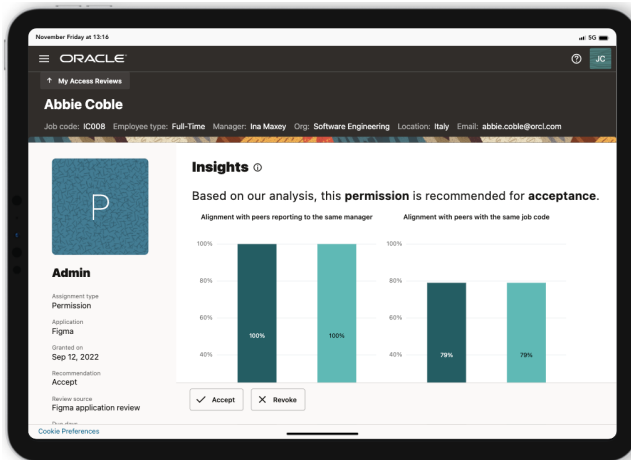 November Friday at 13:16
5G
ORACLE
JC
My Access Reviews
Abbie Coble
Job code: IC008 Employee type: Full-Time Manager: Ina Maxey Org: Software Engineering Location: Italy Email: abbie.coble@orcl.com
P
Admin
Assignment type
Permission
Application
Figma
Granted on
Sep 12, 2022
Recommendation
Accept
Review source
Figma application review
Insights
Based on our analysis, this permission is recommended for acceptance.
Alignment with peers reporting to the same manager
100%
80%
60%
40%
100%
100%
Alignment with peers with the same job code
100%
80%
60%
40%
79%
79%
Accept
Revoke
Cookie Preferences